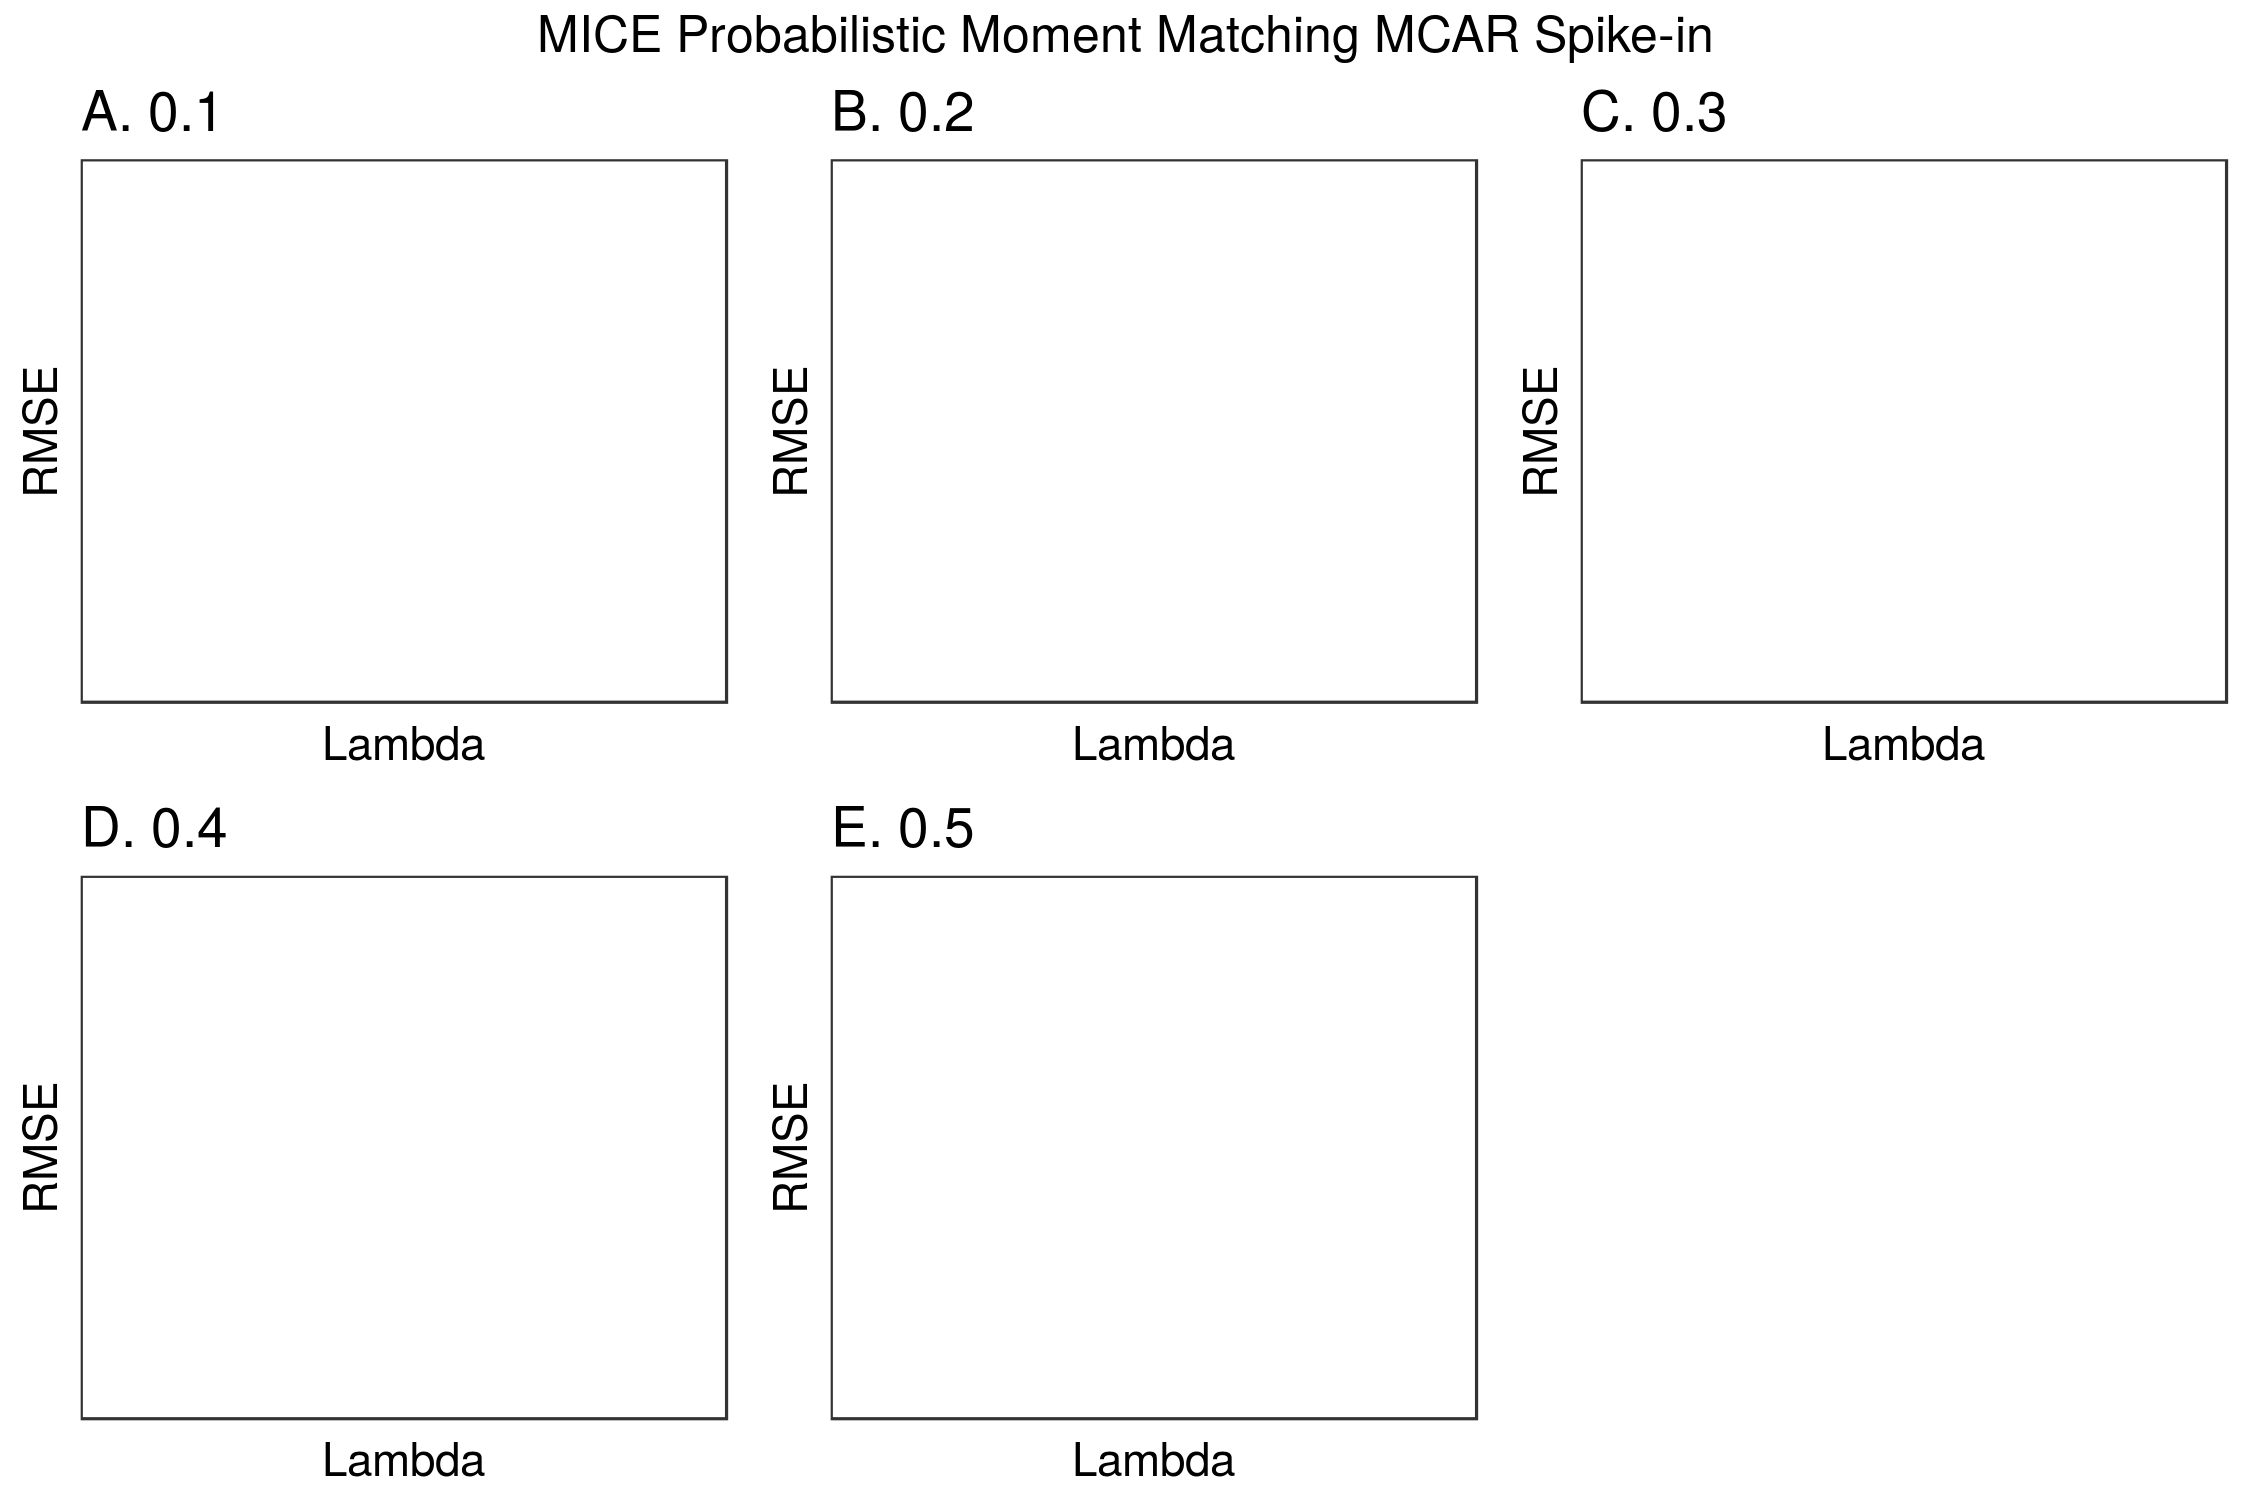 MICE Probabilistic Moment Matching MCAR Spike-in
A. 0.1
B. 0.2
C. 0.3
RMSE
RMSE
RMSE
Lambda
Lambda
Lambda
D. 0.4
E. 0.5
RMSE
RMSE
Lambda
Lambda